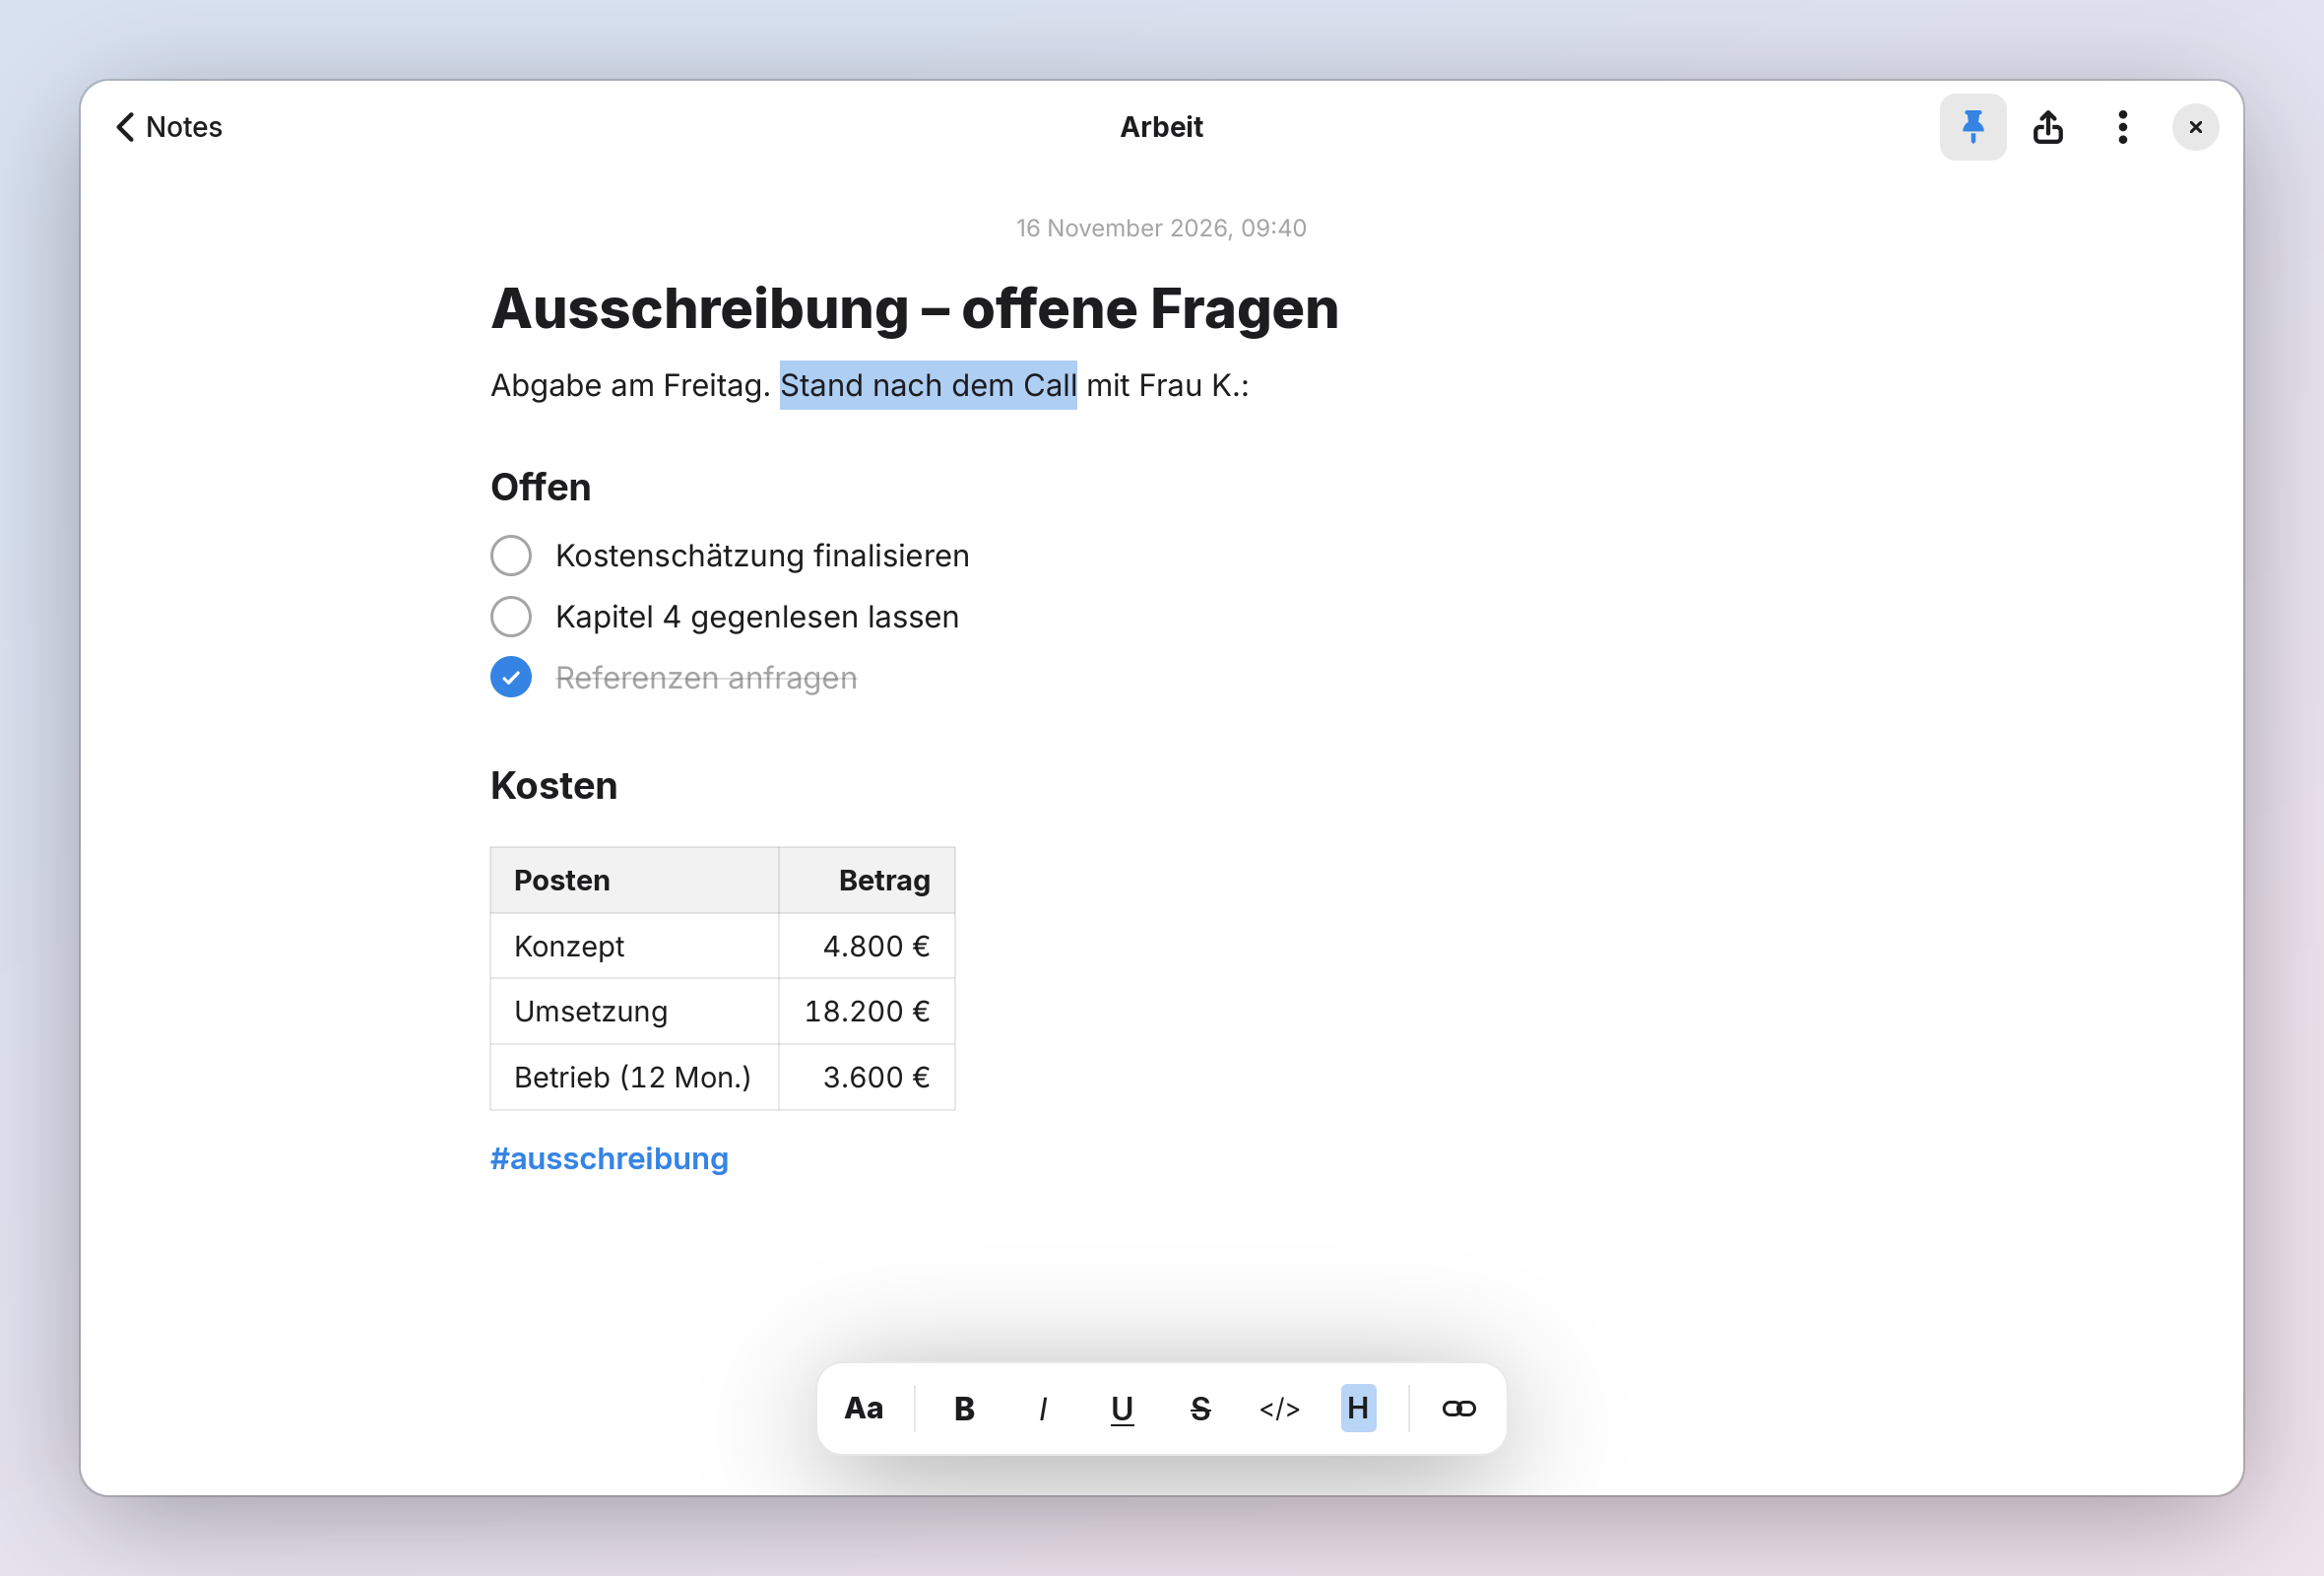 Notes
Arbeit
16 November 2026, 09:40
Ausschreibung – offene Fragen
Abgabe am Freitag. Stand nach dem Call mit Frau K.:
Offen
Kostenschätzung finalisieren
Kapitel 4 gegenlesen lassen
Referenzen anfragen
Kosten
Posten Betrag
Konzept 4.800 €
Umsetzung 18.200 €
Betrieb (12 Mon.) 3.600 €
#ausschreibung
Aa B I U S </> H